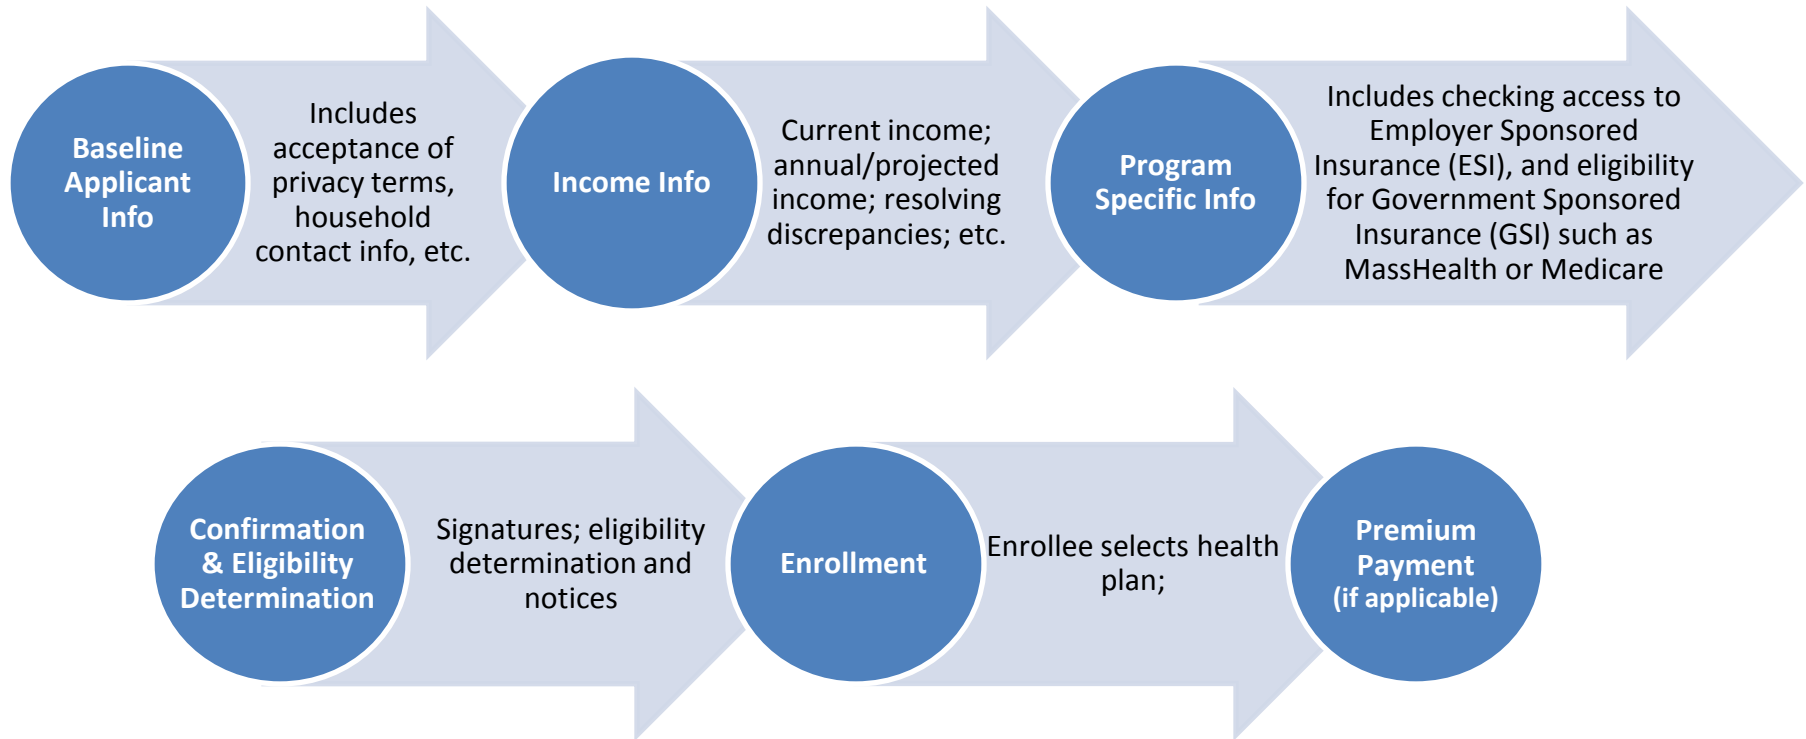 Baseline
Applicant
Info
Includes
acceptance of
privacy terms,
household
contact info, etc.
Income Info
Current income;
annual/projected
income; resolving
discrepancies; etc.
Program
Specific Info
Includes checking access to
Employer Sponsored
Insurance (ESI), and eligibility
for Government Sponsored
Insurance (GSI) such as
MassHealth or Medicare
Confirmation
& Eligibility
Determination
Signatures; eligibility
determination and
notices
Enrollment
Enrollee selects health
plan;
Premium
Payment
(if applicable)